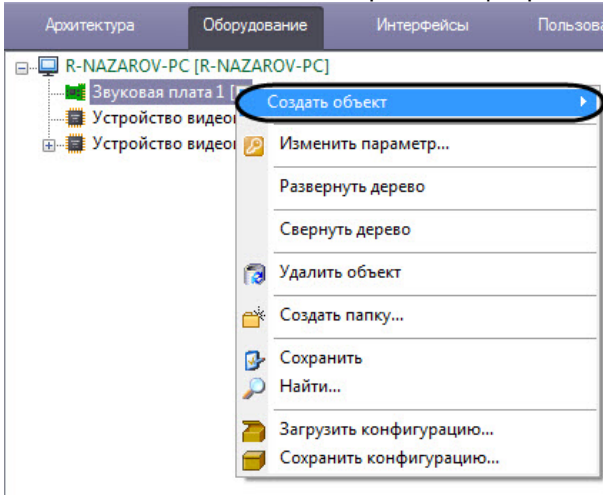 Архитектура Оборудование Интерфейсы Пользова
R-NAZAROV-PC [R-NAZAROV-PC]
Звуковая плата 1 [
Устройство видео
Устройство видео
Создать объект
Изменить параметр...
Развернуть дерево
Свернуть дерево
Удалить объект
Создать папку...
Сохранить
Найти...
Загрузить конфигурацию...
Сохранить конфигурацию...